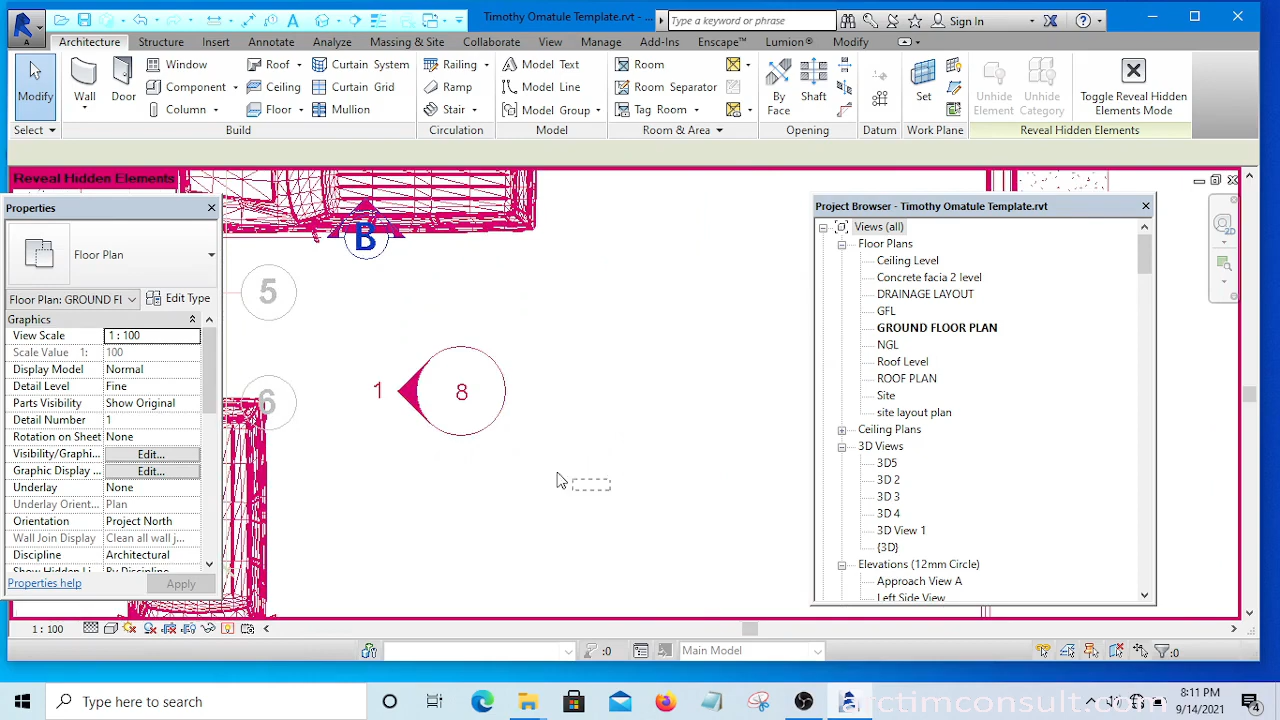 Timothy Omatule Template.rvt - ...
Type a keyword or phrase
Sign In
Architecture Structure Insert Annotate Analyze Massing & Site Collaborate View Manage Add-Ins Enscape™ Lumion® Modify
Modify
Wall
Door
Window
Component
Column
Roof
Ceiling
Floor
Curtain System
Curtain Grid
Mullion
Railing
Ramp
Stair
Model Text
Model Line
Model Group
Room
Room Separator
Tag Room
By
Face
Shaft
Set
Unhide
Element
Unhide
Category
Toggle Reveal Hidden
Elements Mode
Select Build Circulation Model Room & Area Opening Datum Work Plane Reveal Hidden Elements
Reveal Hidden Elements
Properties
Floor Plan
Floor Plan: GROUND FL
Edit Type
Graphics
View Scale 1 : 100
Scale Value 1: 100
Display Model Normal
Detail Level Fine
Parts Visibility Show Original
Detail Number 1
Rotation on Sheet None
Visibility/Graphi... Edit...
Graphic Display ... Edit...
Underlay None
Underlay Orien... Plan
Orientation Project North
Wall Join Display Clean all wall j...
Discipline Architectural
Show Hidden Li... By Discipline
Properties help
Apply
B
5
6
1
8
Project Browser - Timothy Omatule Template.rvt
Views (all)
Floor Plans
Ceiling Level
Concrete facia 2 level
DRAINAGE LAYOUT
GFL
GROUND FLOOR PLAN
NGL
Roof Level
ROOF PLAN
Site
site layout plan
Ceiling Plans
3D Views
3D5
3D 2
3D 3
3D 4
3D View 1
{3D}
Elevations (12mm Circle)
Approach View A
Left Side View
2D
1 : 100
:0
Main Model
:0
Type here to search
arctimconsult.com
8:11 PM
9/14/2021
4